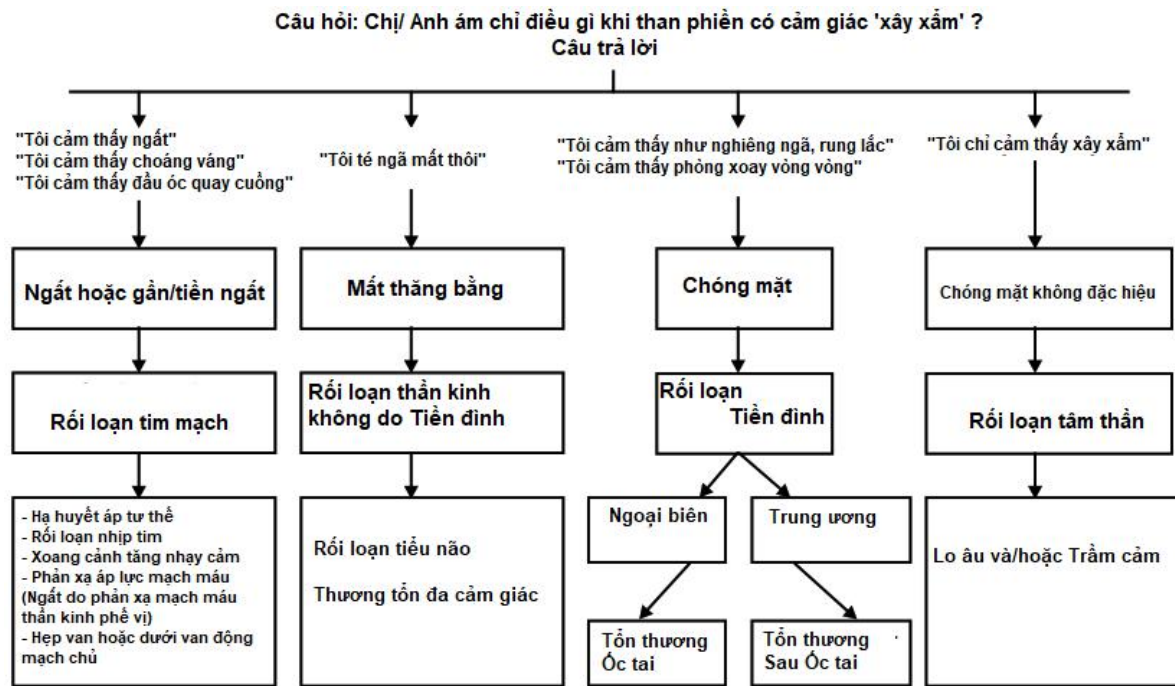 Câu hỏi: Chị/ Anh ám chỉ điều gì khi than phiền có cảm giác 'xây xẩm' ?
Câu trả lời
"Tôi cảm thấy ngất"
"Tôi cảm thấy choáng váng"
"Tôi cảm thấy đầu óc quay cuồng"
"Tôi té ngã mất thôi"
"Tôi cảm thấy như nghiêng ngã, rung lắc"
"Tôi cảm thấy phòng xoay vòng vòng"
"Tôi chỉ cảm thấy xây xẩm"
Ngất hoặc gần/tiền ngất
Mất thăng bằng
Chóng mặt
Chóng mặt không đặc hiệu
Rối loạn tim mạch
Rối loạn thần kinh
không do Tiền đình
Rối loạn
Tiền đình
Rối loạn tâm thần
- Hạ huyết áp tư thế
- Rối loạn nhịp tim
- Xoang cảnh tăng nhạy cảm
- Phản xạ áp lực mạch máu
(Ngất do phản xạ mạch máu
thần kinh phế vị)
- Hẹp van hoặc dưới van động
mạch chủ
Rối loạn tiểu não
Thương tổn đa cảm giác
Ngoại biên
Trung ương
Tổn thương
Ốc tai
Tổn thương
Sau Ốc tai
Lo âu và/hoặc Trầm cảm